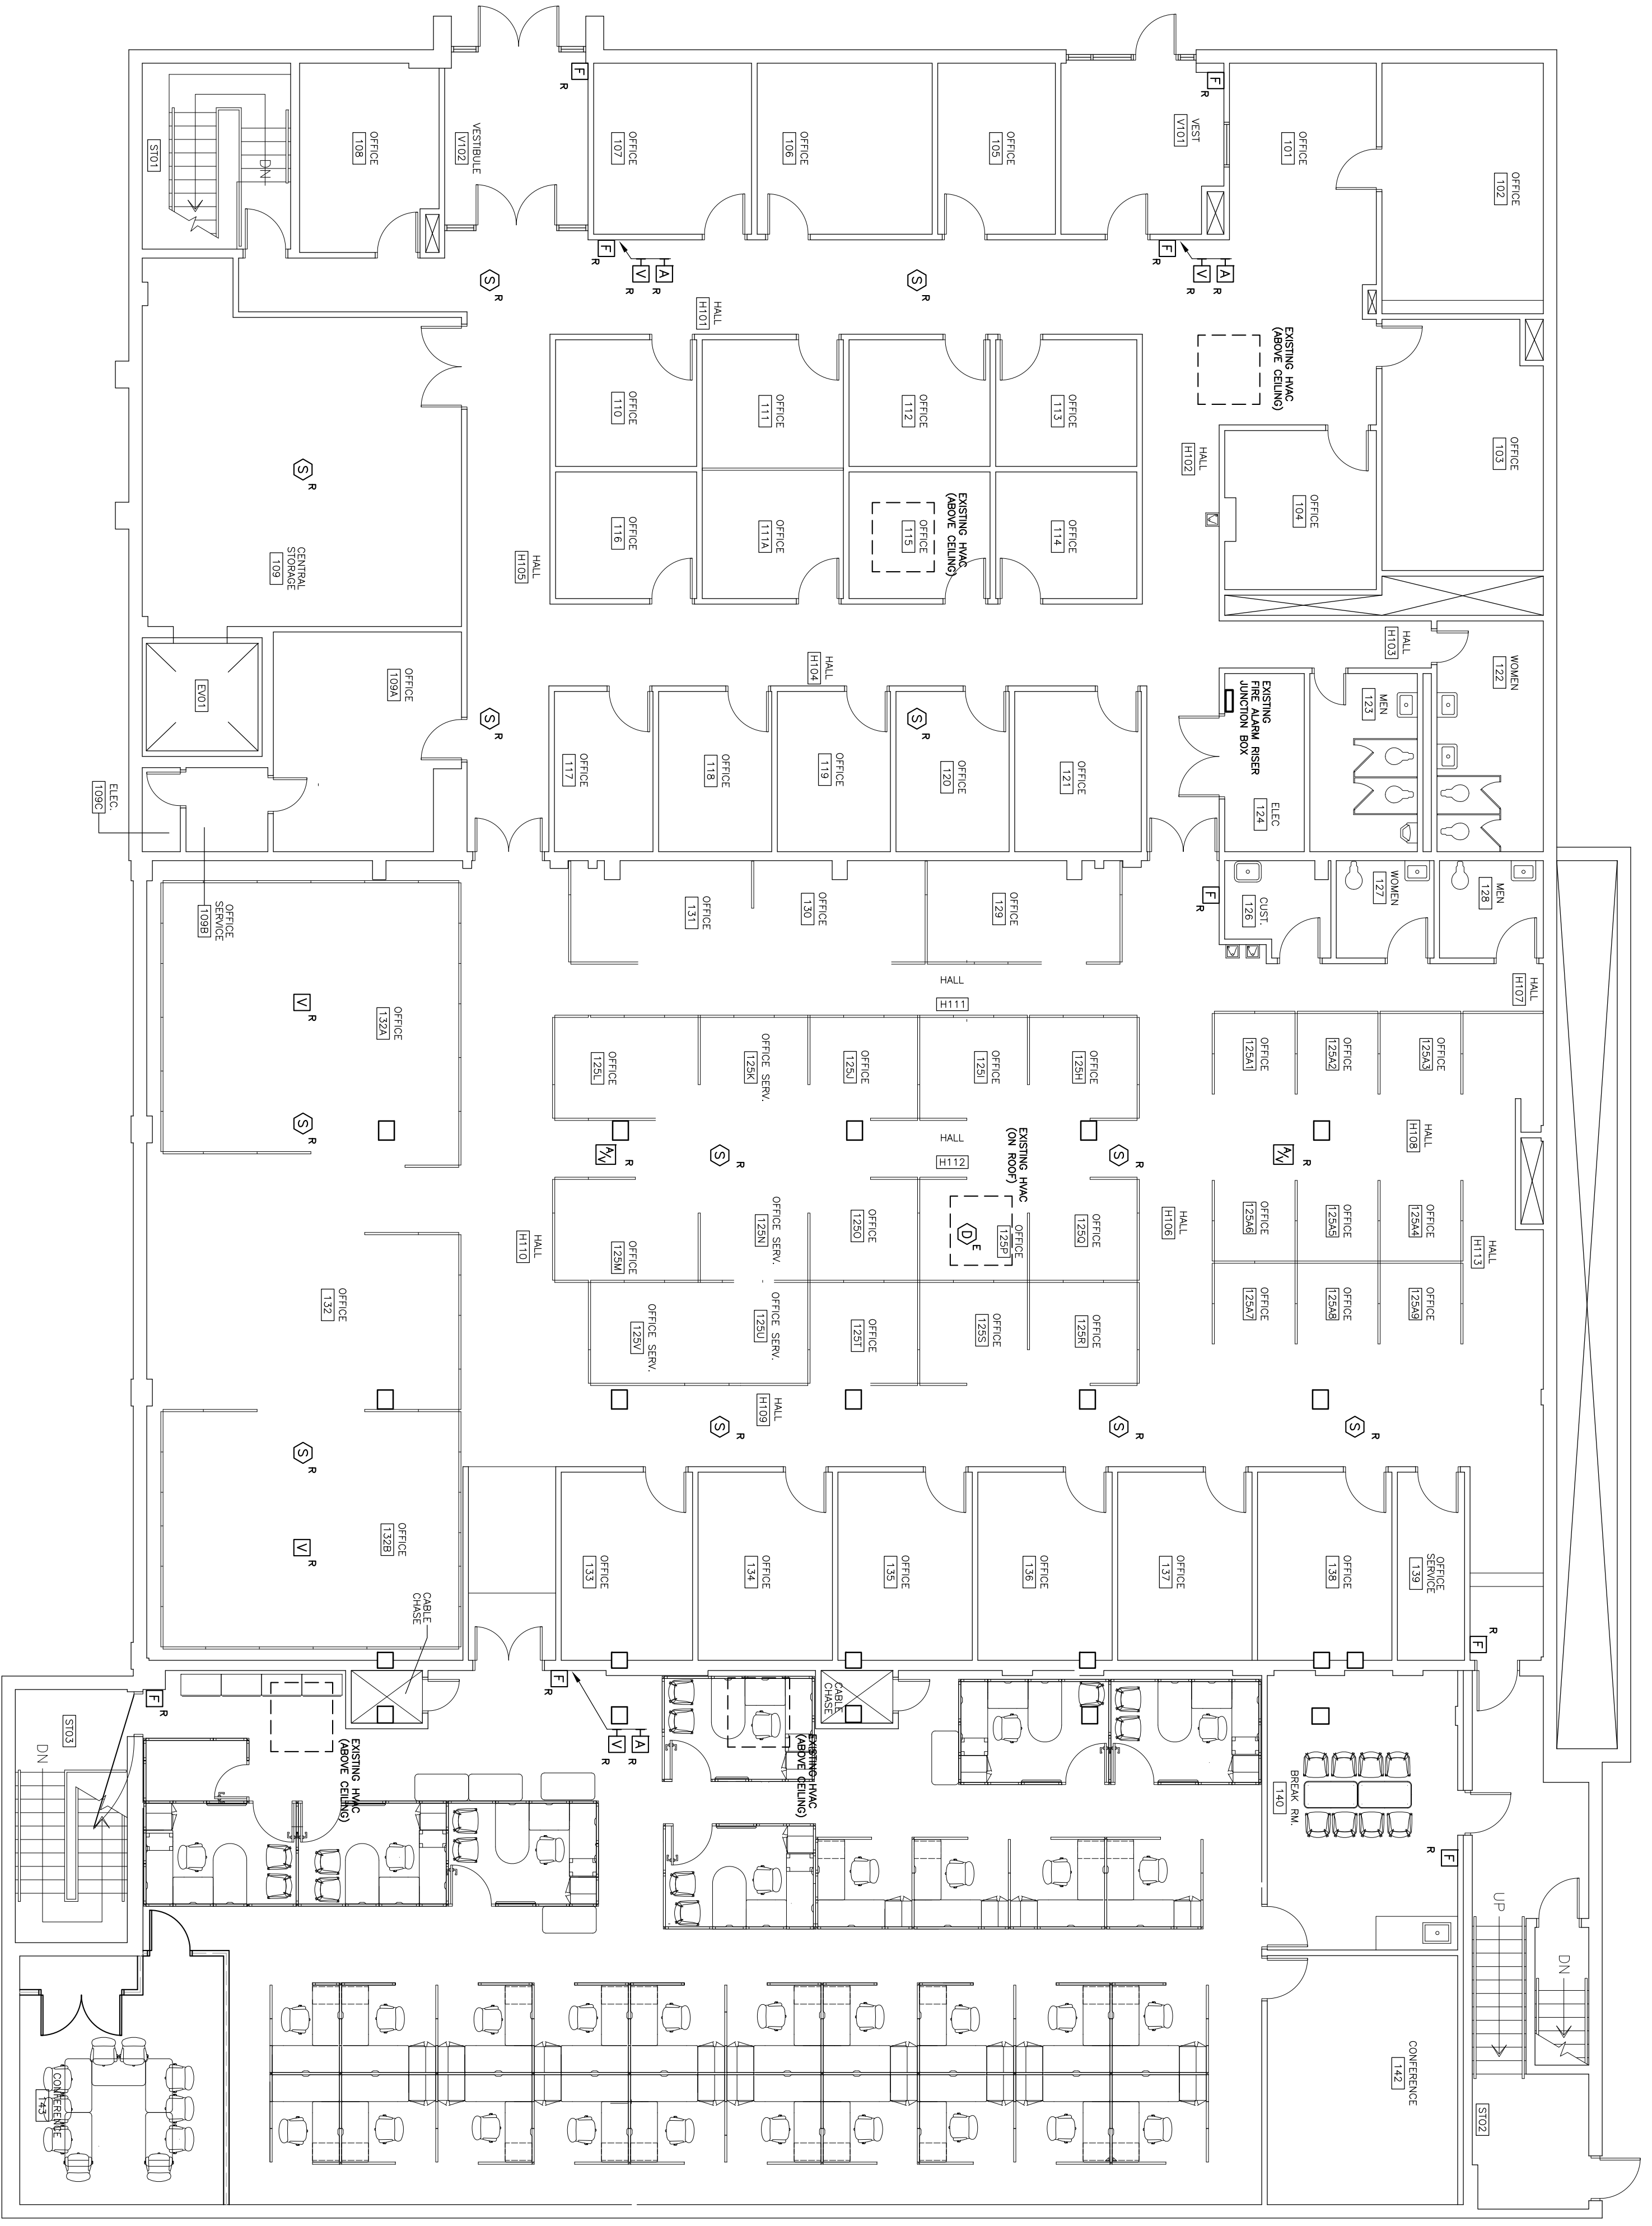 VESTIBULE
V102
F
R
F
R
VEST
V101
OFFICE
101
OFFICE
102
OFFICE
105
OFFICE
106
OFFICE
107
OFFICE
108
ST01
DN
F
R
A
R
V
R
F
R
A
R
V
R
S
R
S
R
HALL
H101
EXISTING HVAC
(ABOVE CEILING)
OFFICE
103
OFFICE
104
HALL
H102
OFFICE
113
OFFICE
112
OFFICE
111
OFFICE
110
OFFICE
114
EXISTING HVAC
(ABOVE CEILING)
OFFICE
115
OFFICE
111A
OFFICE
116
HALL
H105
S
R
CENTRAL
STORAGE
109
WOMEN
122
HALL
H103
MEN
123
HALL
H104
EXISTING
FIRE ALARM RISER
JUNCTION BOX
ELEC
124
OFFICE
121
OFFICE
120
S
R
OFFICE
119
OFFICE
118
OFFICE
117
S
R
OFFICE
109A
EV01
ELEC.
109C
OFFICE
SERVICE
109B
MEN
128
WOMEN
127
CUST.
126
F
R
OFFICE
129
OFFICE
130
OFFICE
131
HALL
H107
HALL
H111
OFFICE
132A
V
R
S
R
OFFICE
125A3
OFFICE
125A2
OFFICE
125A1
OFFICE
125H
OFFICE
125I
OFFICE
125J
OFFICE SERV.
125K
OFFICE
125L
HALL
H108
A/V
R
S
R
HALL
H112
EXISTING HVAC
(ON ROOF)
S
R
A/V
R
HALL
H113
OFFICE
125A4
OFFICE
125A5
OFFICE
125A6
HALL
H106
OFFICE
125Q
OFFICE
125P
D
E
OFFICE
125O
OFFICE SERV.
125N
OFFICE
125M
HALL
H110
OFFICE
132
OFFICE
125A9
OFFICE
125A8
OFFICE
125A7
OFFICE
125R
OFFICE
125S
OFFICE
125T
OFFICE SERV.
125U
OFFICE SERV.
125V
HALL
H109
S
R
S
R
S
R
S
R
V
R
OFFICE
132B
OFFICE
SERVICE
139
OFFICE
138
OFFICE
137
OFFICE
136
OFFICE
135
OFFICE
134
OFFICE
133
R
F
CABLE
CHASE
F
R
F
R
A
R
V
R
CABLE
CHASE
EXISTING HVAC
(ABOVE CEILING)
EXISTING HVAC
(ABOVE CEILING)
ST03
DN
BREAK RM.
140
F
R
UP
DN
ST02
CONFERENCE
142
CONFERENCE
143